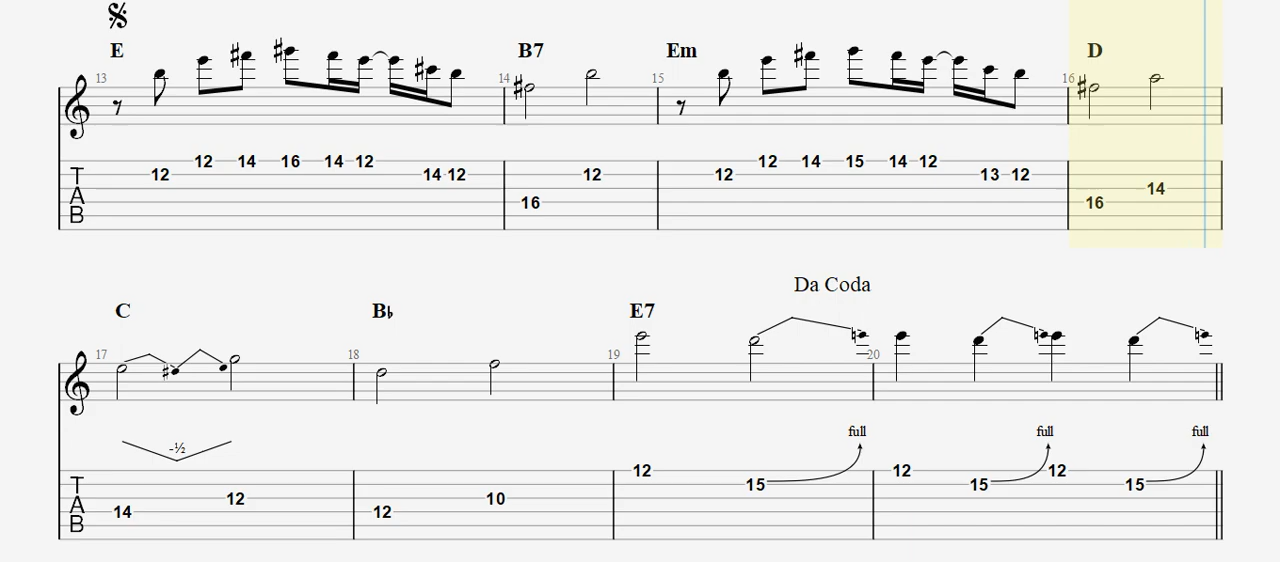 E B7 Em D
13 14 15 16
12 14 16 14 12 12 14 15 14 12
12 14 12 12 12 13 12
T 14
A 16 16
B
Da Coda
C B♭ E7
17 18 19 20
full full full
-½
12 12 12
T 15 15 15
12 10
A 14 12
B